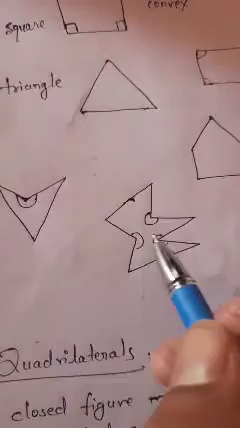 convex
square
triangle
Quadrilaterals
closed figure